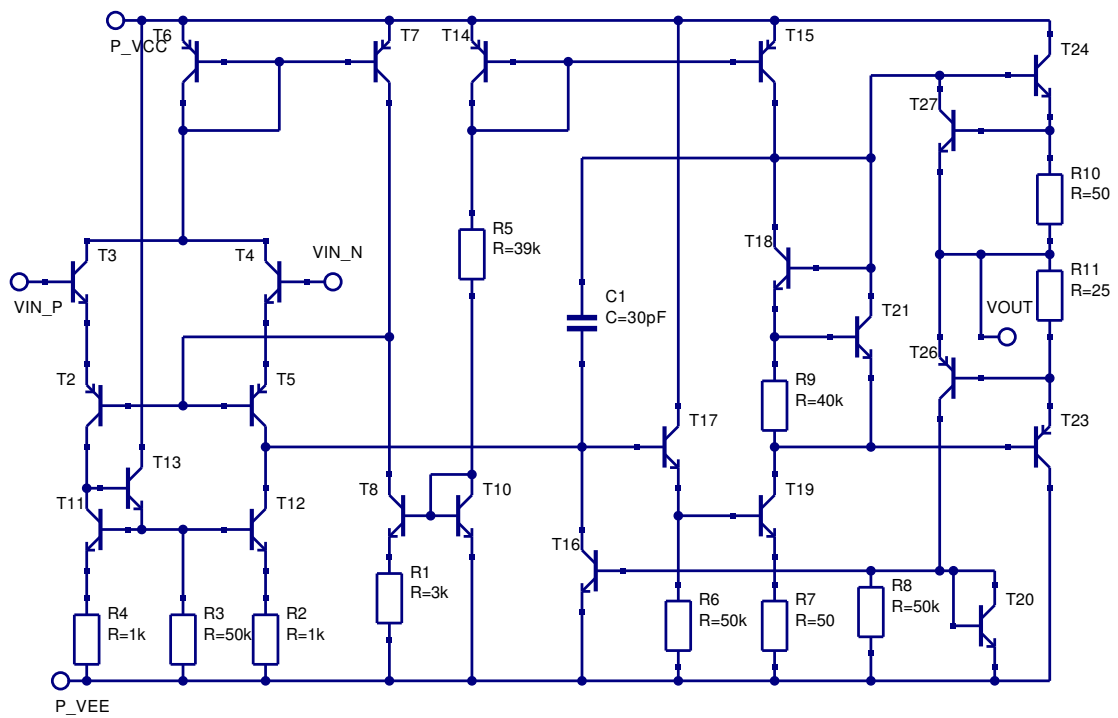 T6
T7
T14
T15
P_VCC
T24
T27
R10
R=50
T3
T4
VIN_N
R5
R=39k
T18
VIN_P
R11
R=25
C1
C=30pF
T21
VOUT
T2
T5
T26
R9
R=40k
T17
T23
T13
T11
T12
T8
T10
T19
T16
R1
R=3k
R8
R=50k
T20
R4
R=1k
R3
R=50k
R2
R=1k
R6
R=50k
R7
R=50
P_VEE